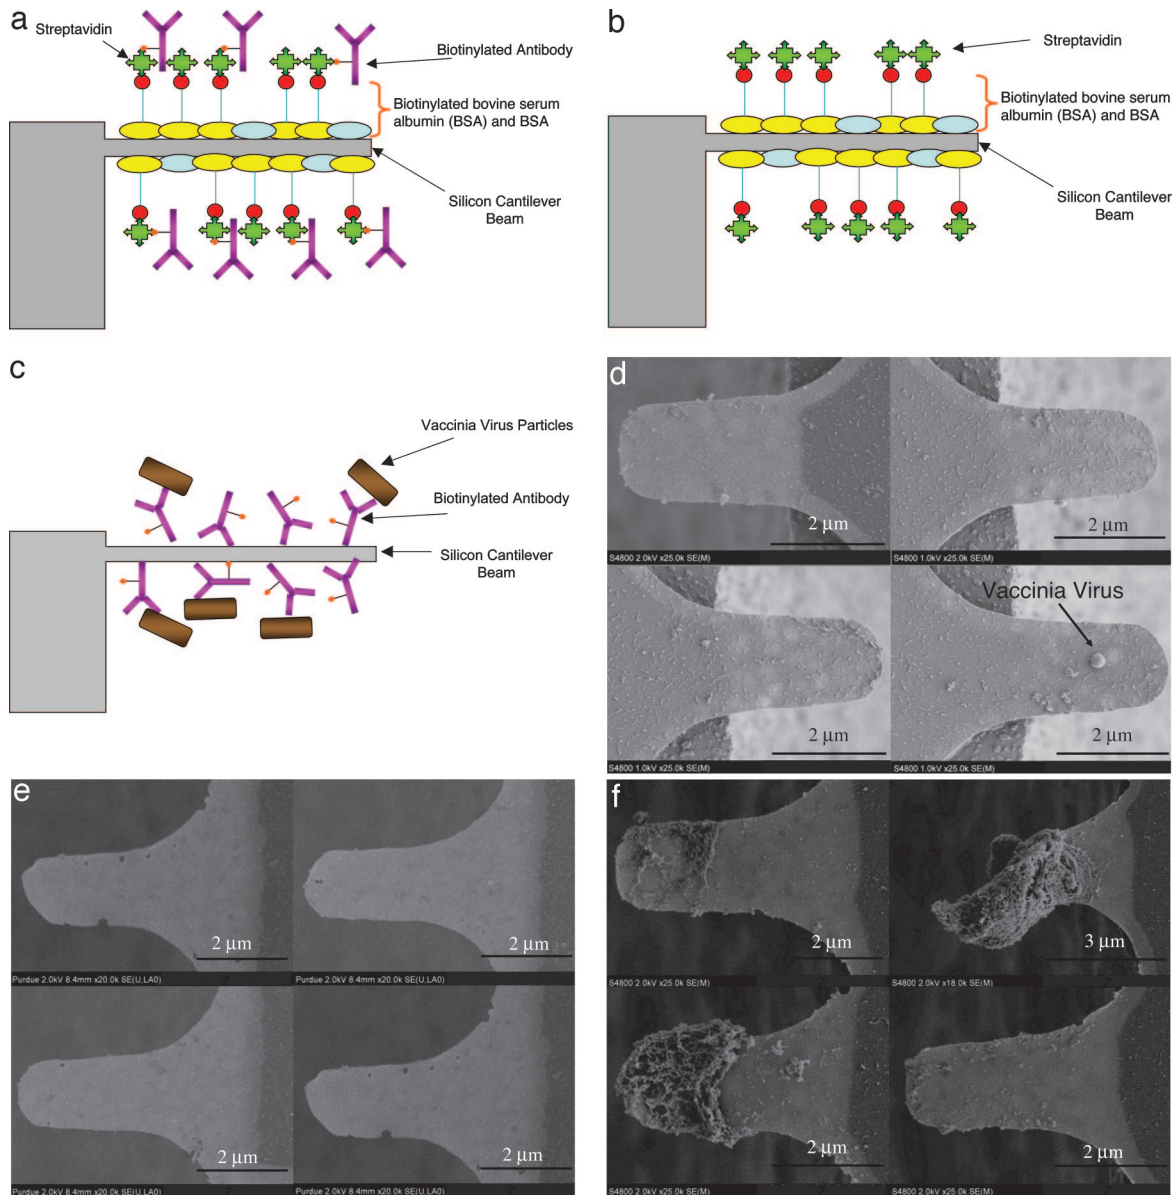 a
Streptavidin
Biotinylated Antibody
Biotinylated bovine serum
albumin (BSA) and BSA
Silicon Cantilever
Beam
b
Streptavidin
Biotinylated bovine serum
albumin (BSA) and BSA
Silicon Cantilever
Beam
c
Vaccinia Virus Particles
Biotinylated Antibody
Silicon Cantilever
Beam
d
2 μm
S4800 2.0kV x25.0k SE(M)
2 μm
S4800 1.0kV x25.0k SE(M)
2 μm
S4800 1.0kV x25.0k SE(M)
Vaccinia Virus
2 μm
S4800 1.0kV x25.0k SE(M)
e
2 μm
Purdue 2.0kV 8.4mm x20.0k SE(U,LA0)
2 μm
Purdue 2.0kV 8.4mm x20.0k SE(U,LA0)
2 μm
Purdue 2.0kV 8.4mm x20.0k SE(U,LA0)
2 μm
Purdue 2.0kV 8.4mm x20.0k SE(U,LA0)
f
2 μm
S4800 2.0kV x25.0k SE(M)
3 μm
S4800 2.0kV x18.0k SE(M)
2 μm
S4800 2.0kV x25.0k SE(M)
2 μm
S4800 2.0kV x25.0k SE(M)